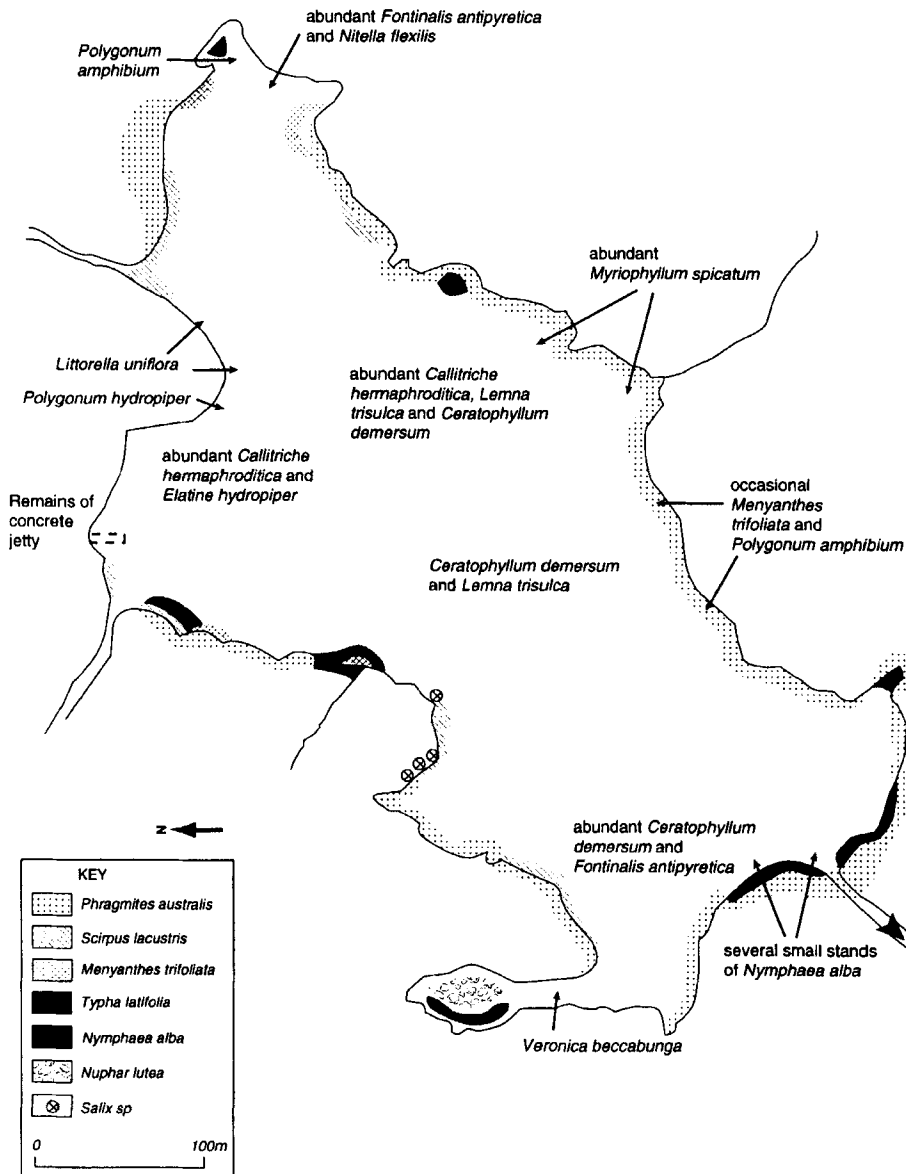 abundant Fontinalis antipyretica
and Nitella flexilis
Polygonum
amphibium
abundant
Myriophyllum spicatum
Littorella uniflora
Polygonum hydropiper
abundant Callitriche
hermaphroditica, Lemna
trisulca and Ceratophyllum
demersum
abundant Callitriche
hermaphroditica and
Elatine hydropiper
Remains of
concrete
jetty
occasional
Menyanthes
trifoliata and
Polygonum amphibium
Ceratophyllum demersum
and Lemna trisulca
N
abundant Ceratophyllum
demersum and
Fontinalis antipyretica
several small stands
of Nymphaea alba
Veronica beccabunga
KEY
Phragmites australis
Scirpus lacustris
Menyanthes trifoliata
Typha latifolia
Nymphaea alba
Nuphar lutea
Salix sp
0 100m